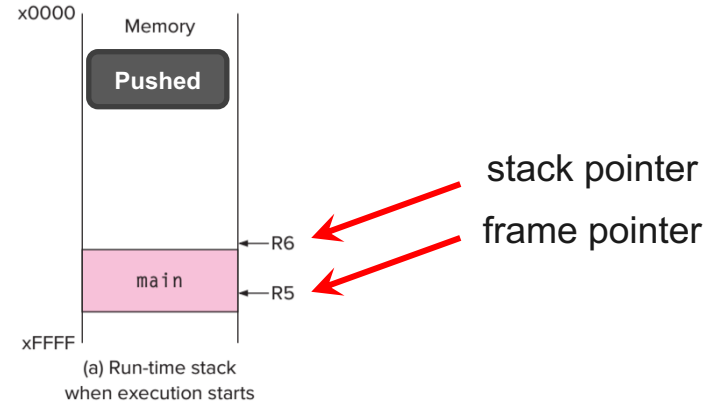 x0000
Memory
Pushed
stack pointer
frame pointer
R6
main
R5
xFFFF
(a) Run-time stack
when execution starts